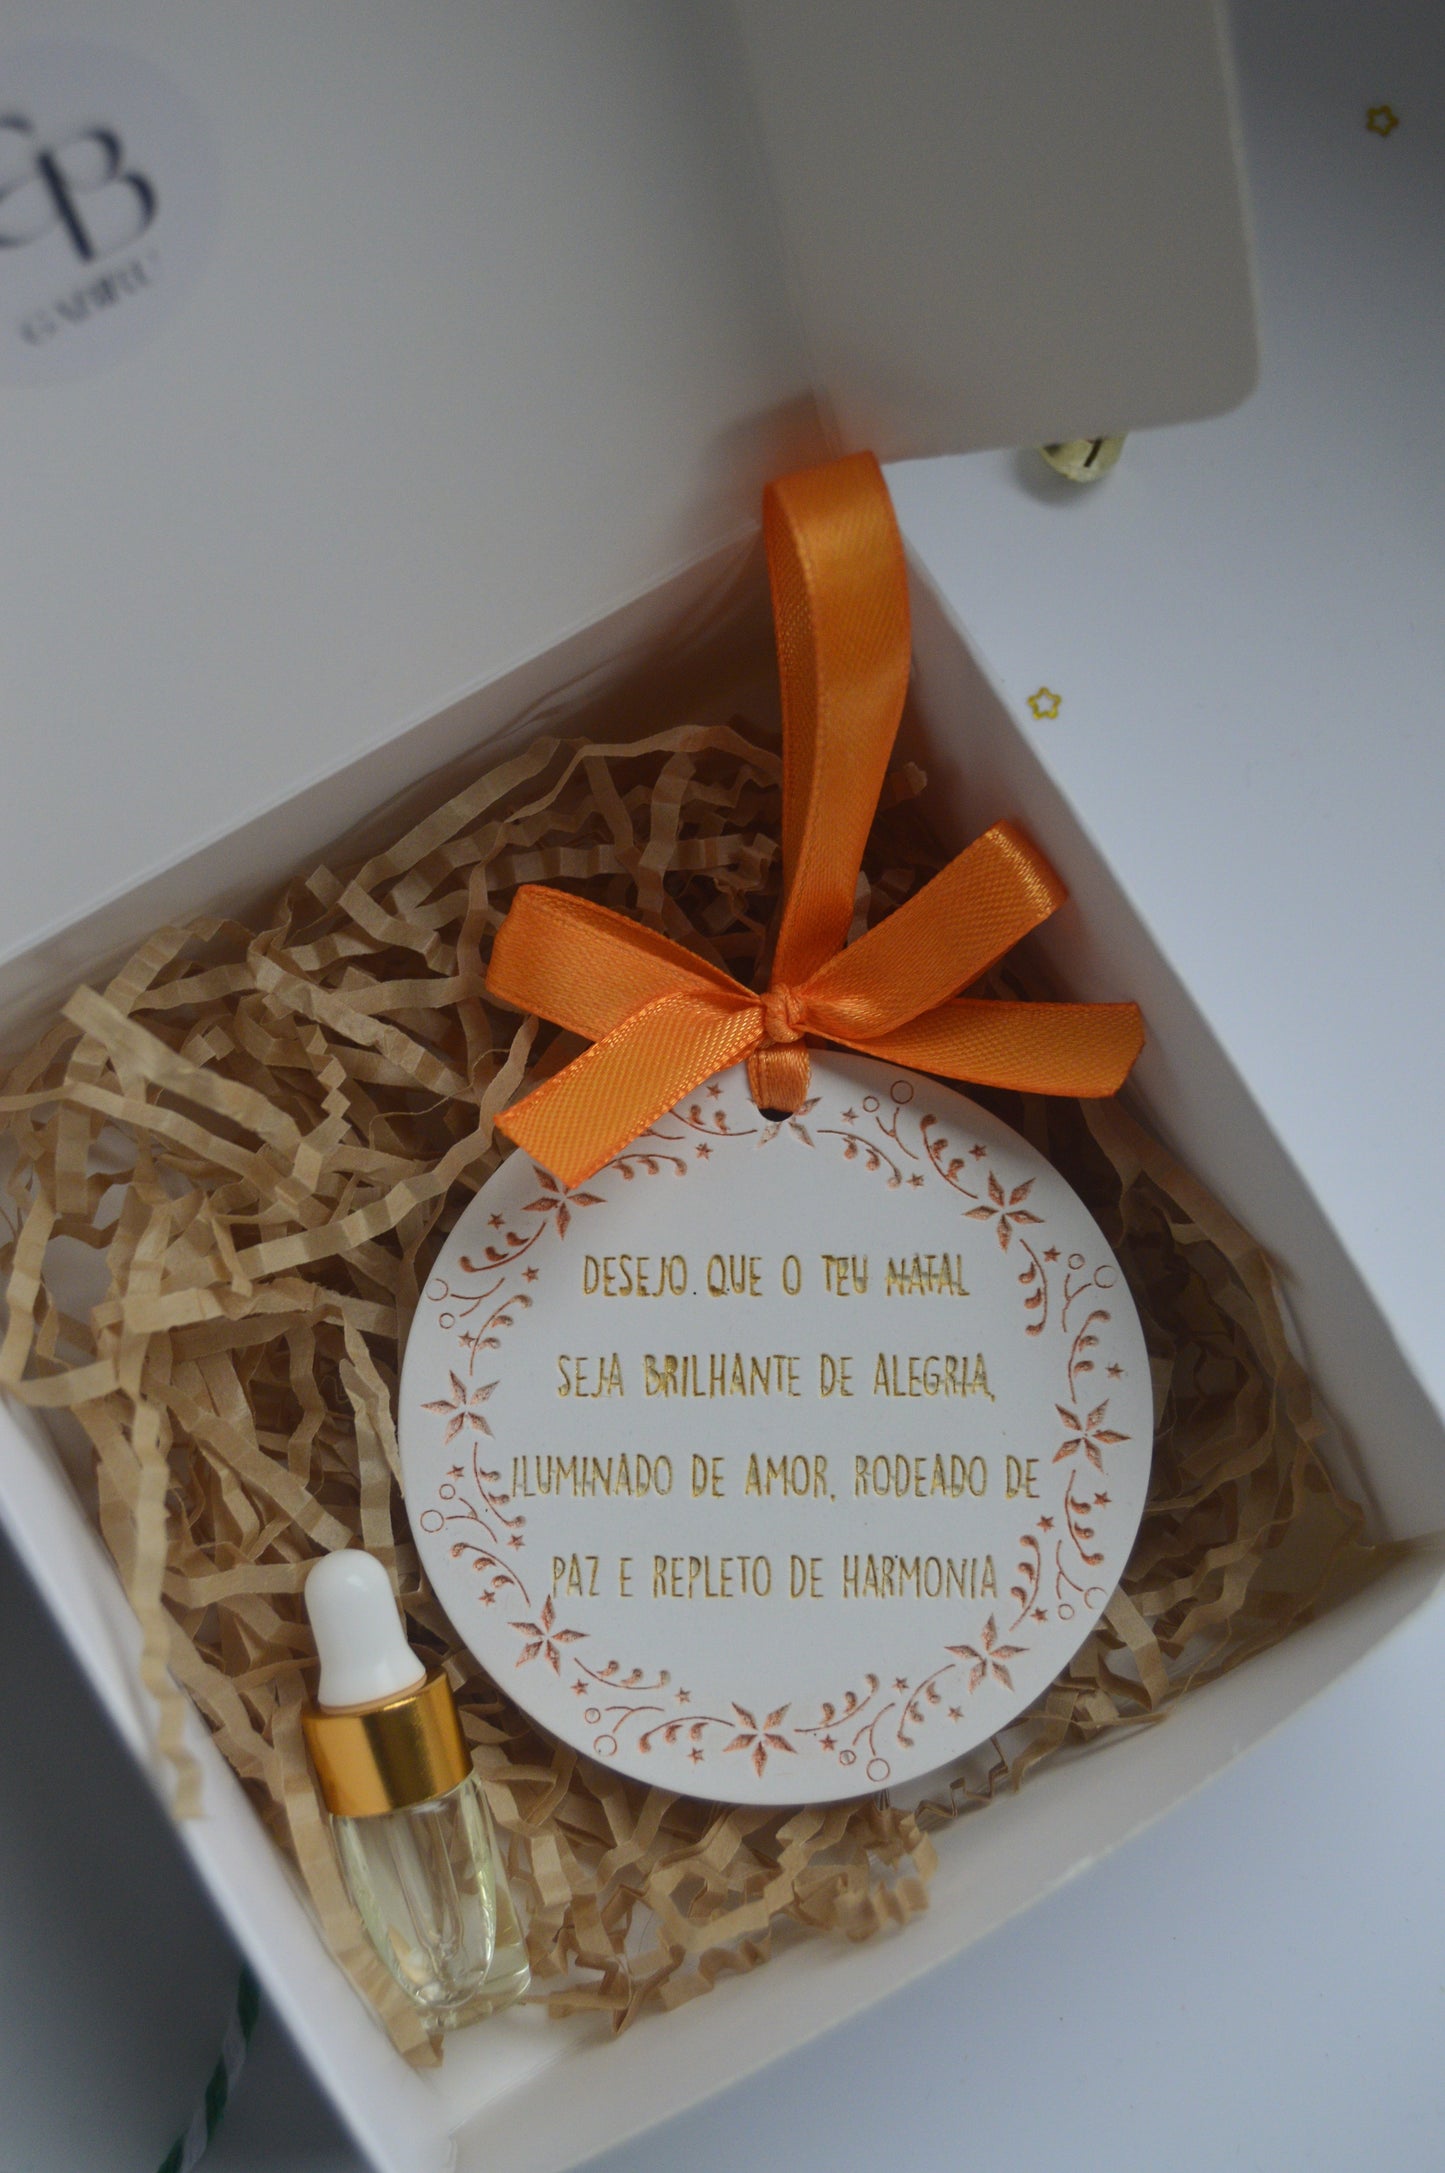 DESEJO QUE O TEU NATAL
SEJA BRILHANTE DE ALEGRIA,
ILUMINADO DE AMOR, RODEADO DE
PAZ E REPLETO DE HARMONIA